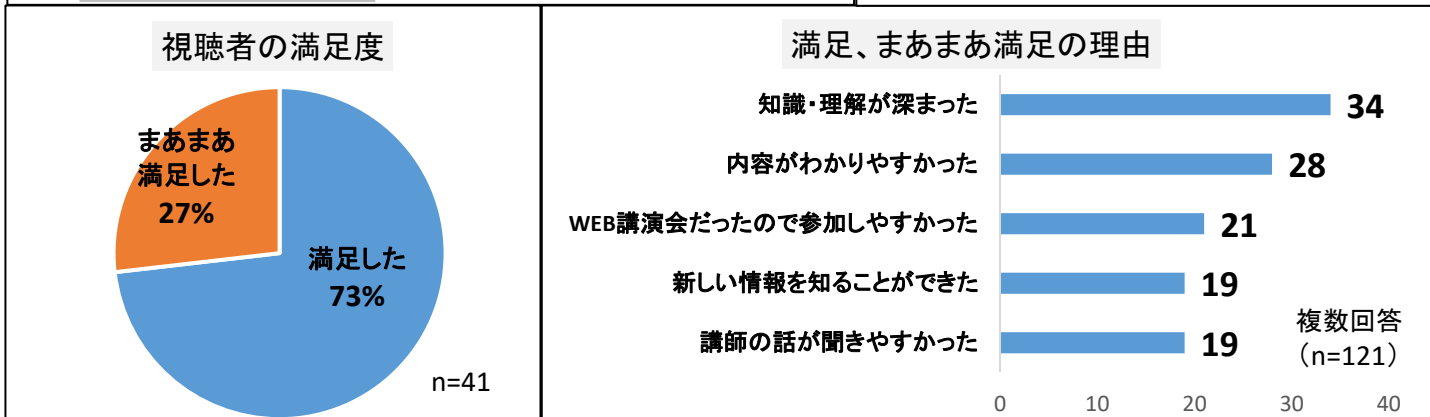 視聴者の満足度
まあまあ
満足した
27%
満足した
73%
n=41
満足、まあまあ満足の理由
知識・理解が深まった
34
内容がわかりやすかった
28
WEB講演会だったので参加しやすかった
21
新しい情報を知ることができた
19
講師の話が聞きやすかった
19
複数回答
（n=121）
0 10 20 30 40